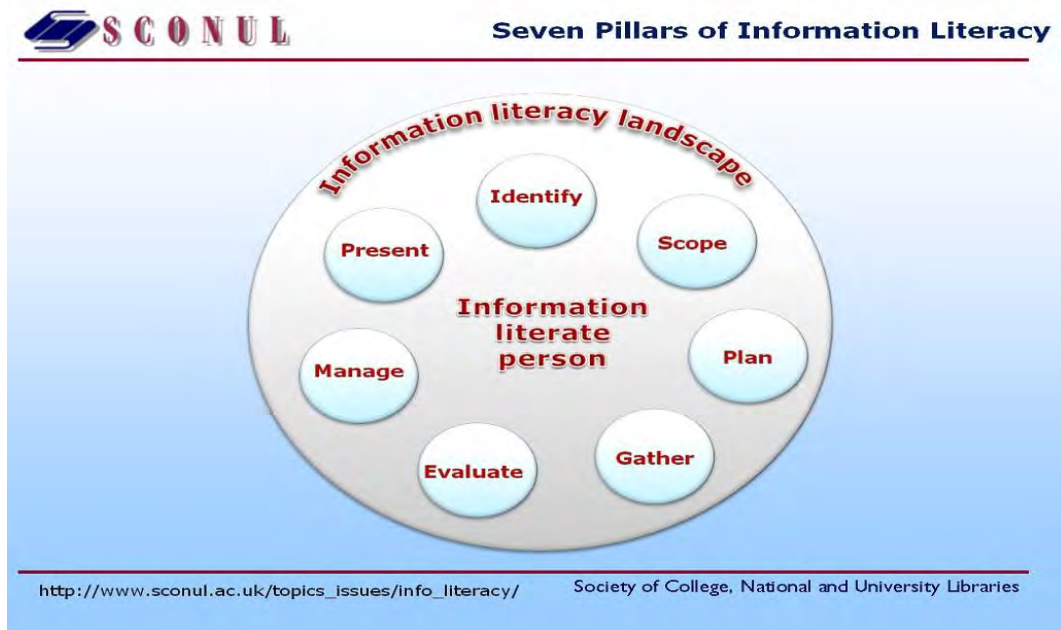 SCONUL
Seven Pillars of Information Literacy
Information literacy landscape
Identify
Scope
Plan
Gather
Evaluate
Manage
Present
Information
literate
person
http://www.sconul.ac.uk/topics_issues/info_literacy/
Society of College, National and University Libraries